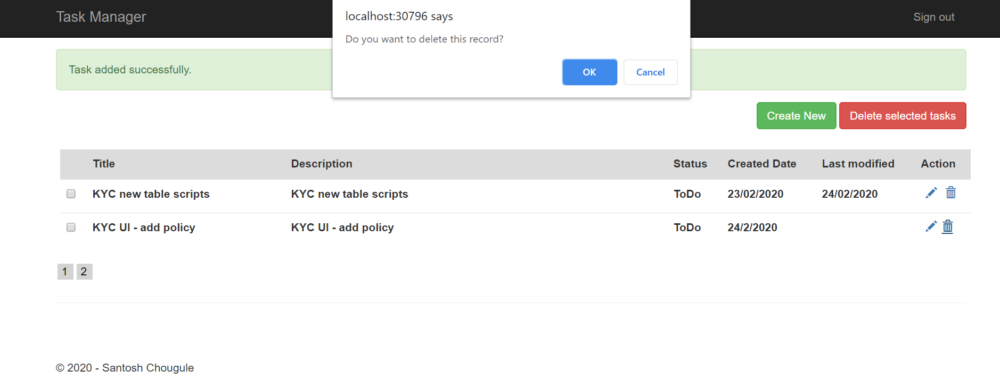 Task Manager
localhost:30796 says
Sign out
Do you want to delete this record?
Task added successfully.
OK Cancel
Create New Delete selected tasks
Title Description Status Created Date Last modified Action
KYC new table scripts KYC new table scripts ToDo 23/02/2020 24/02/2020
KYC UI - add policy KYC UI - add policy ToDo 24/2/2020
1 2
© 2020 - Santosh Chougule